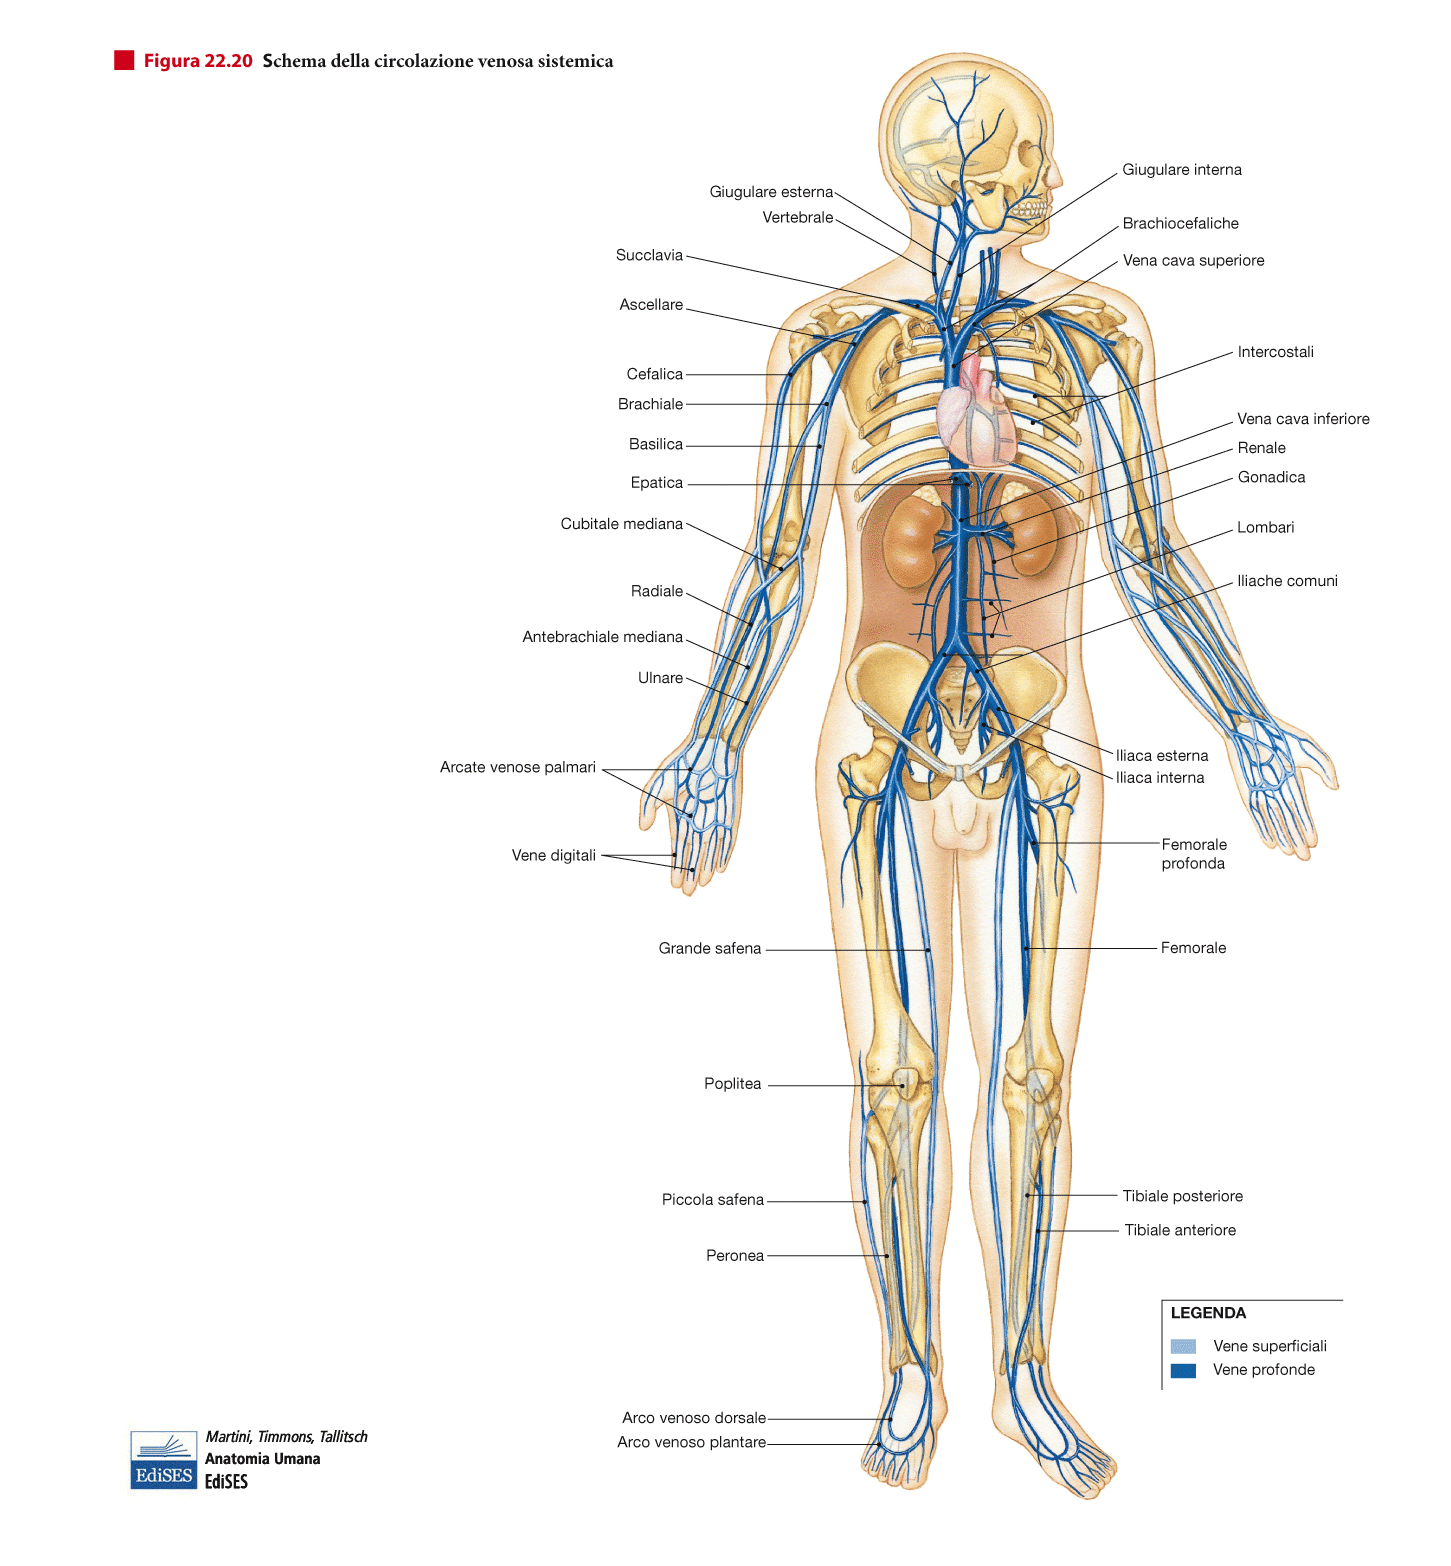 Figura 22.20 Schema della circolazione venosa sistemica
Giugulare interna
Giugulare esterna
Vertebrale
Brachiocefaliche
Succlavia
Vena cava superiore
Ascellare
Intercostali
Cefalica
Brachiale
Vena cava inferiore
Basilica
Renale
Gonadica
Epatica
Cubitale mediana
Lombari
Iliache comuni
Radiale
Antebrachiale mediana
Ulnare
Iliaca esterna
Arcate venose palmari
Iliaca interna
Femorale
profonda
Vene digitali
Grande safena
Femorale
Poplitea
Piccola safena
Tibiale posteriore
Tibiale anteriore
Peronea
LEGENDA
Vene superficiali
Vene profonde
Arco venoso dorsale
Arco venoso plantare
Martini, Timmons, Tallitsch
Anatomia Umana
EdiSES
EdiSES